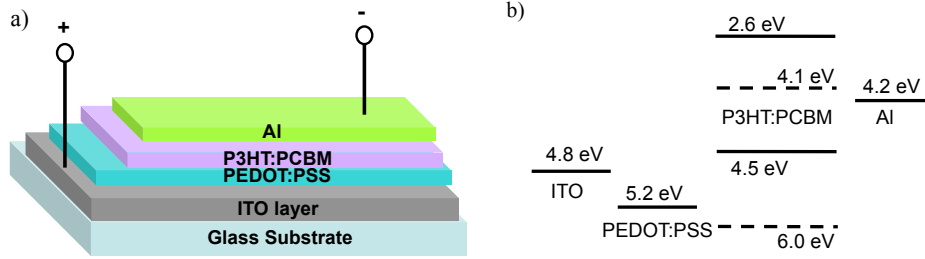 a)
+
-
Al
P3HT:PCBM
PEDOT:PSS
ITO layer
Glass Substrate
b)
2.6 eV
4.1 eV
4.2 eV
P3HT:PCBM
Al
4.8 eV
4.5 eV
ITO
5.2 eV
PEDOT:PSS
6.0 eV